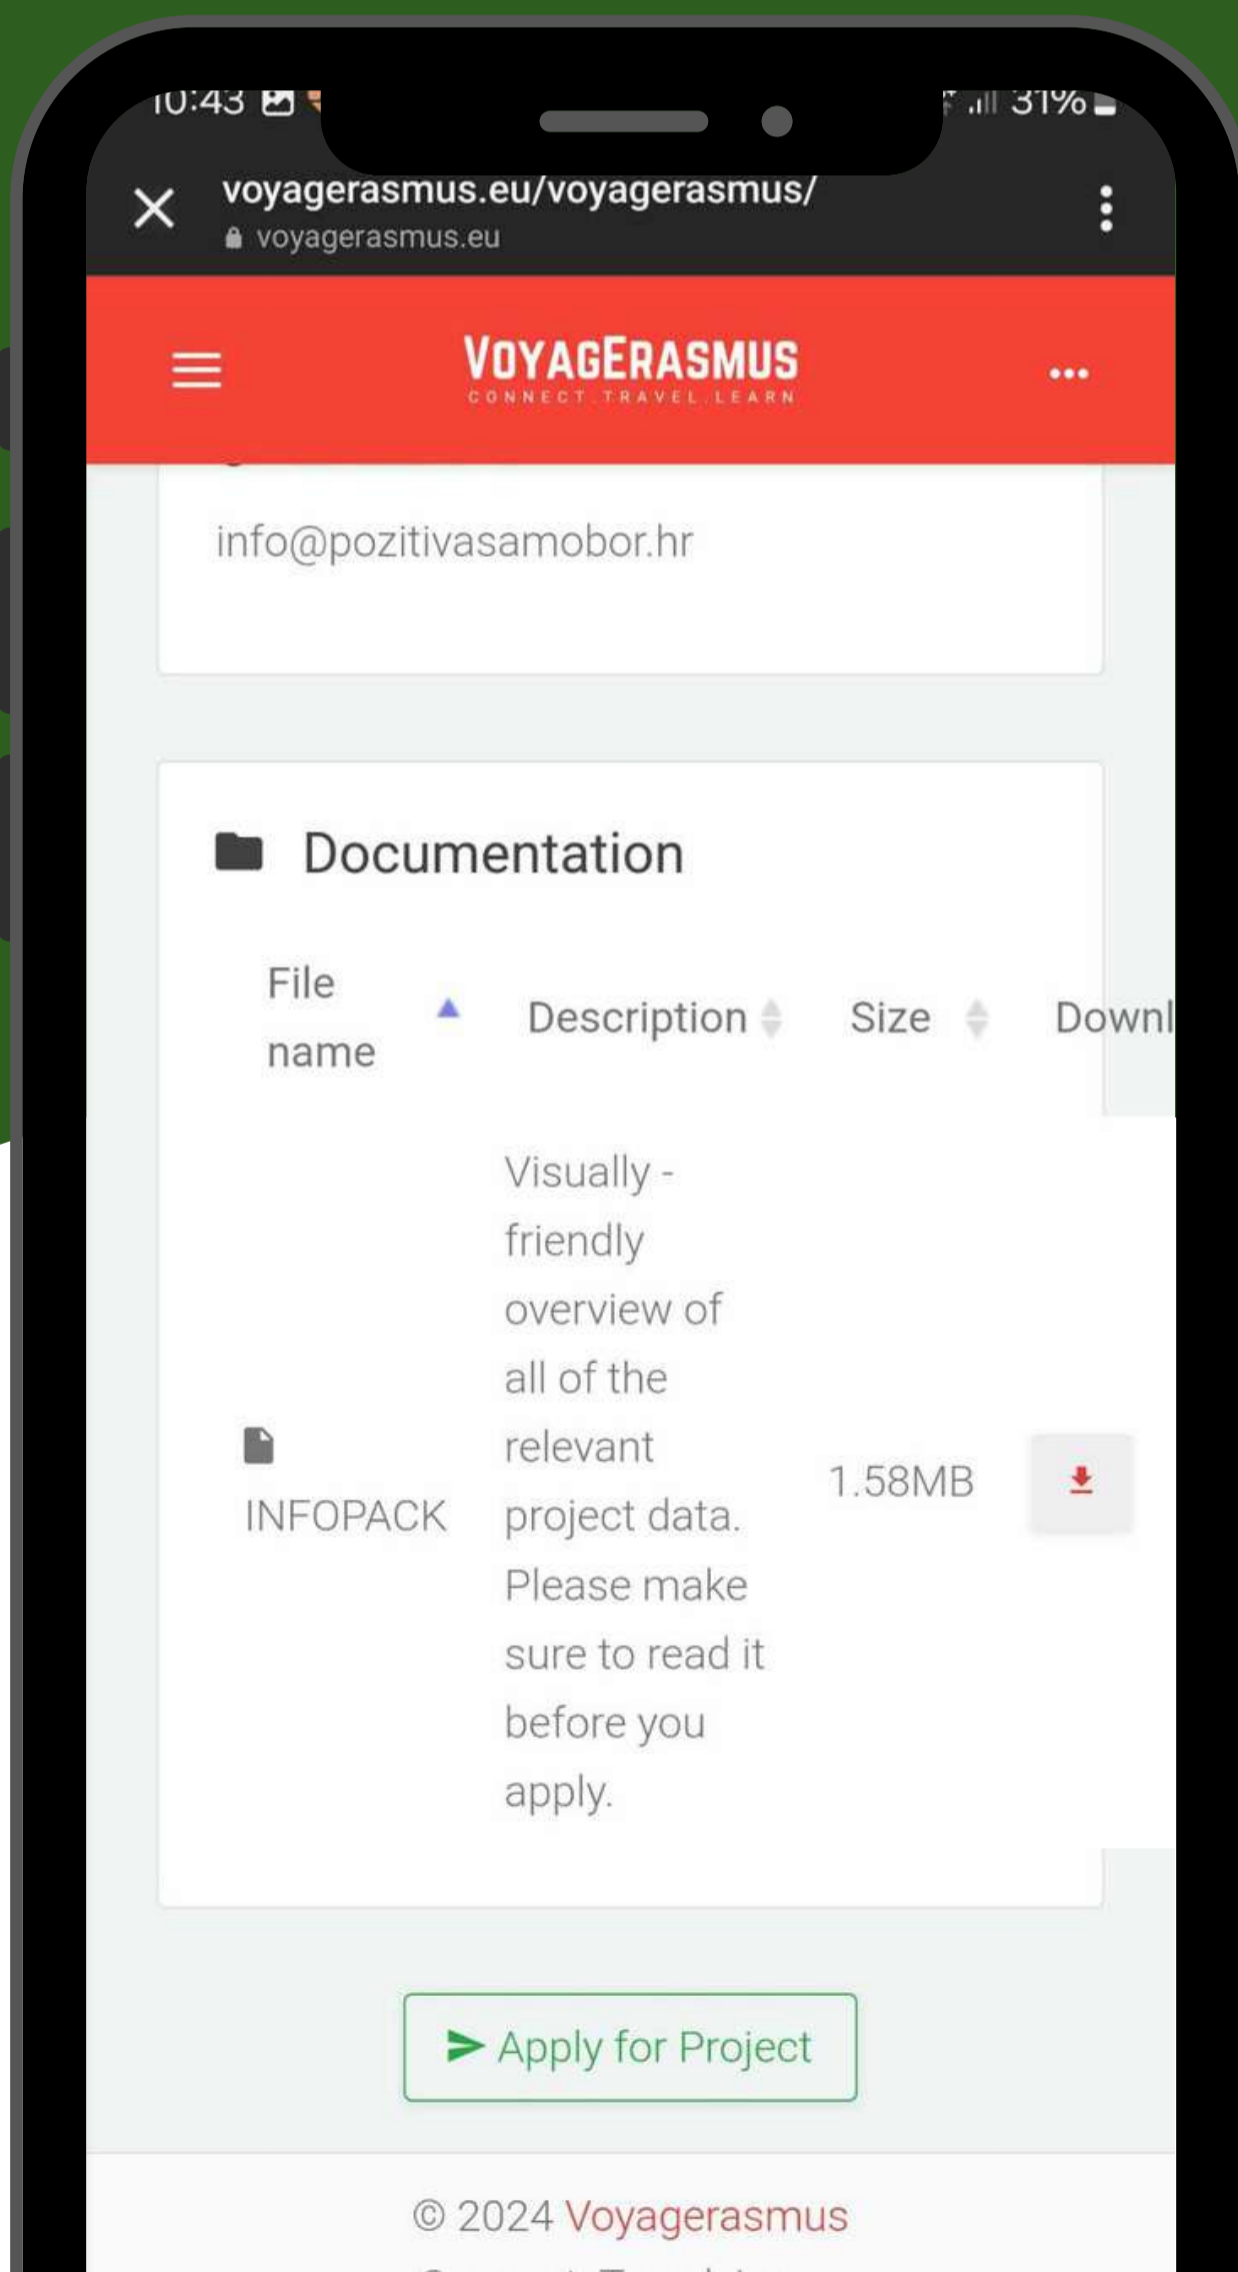 10:43
31%
voyagerasmus.eu/voyagerasmus/
voyagerasmus.eu
VOYAGERASMUS
CONNECT.TRAVEL.LEARN
info@pozitivasamobor.hr
Documentation
File
name
Description
Size
Downl
Visually -
friendly
overview of
all of the
relevant
project data.
Please make
sure to read it
before you
apply.
INFOPACK
1.58MB
Apply for Project
© 2024 Voyagerasmus